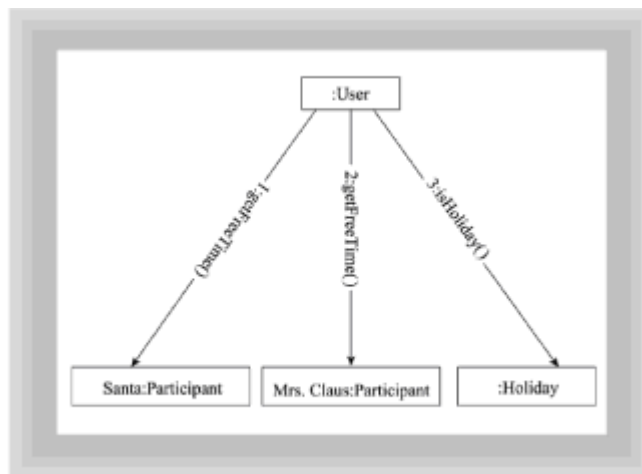 :User
1:getFreeTime()
2:getFreeTime()
3:isHoliday()
Santa:Participant
Mrs. Claus:Participant
:Holiday